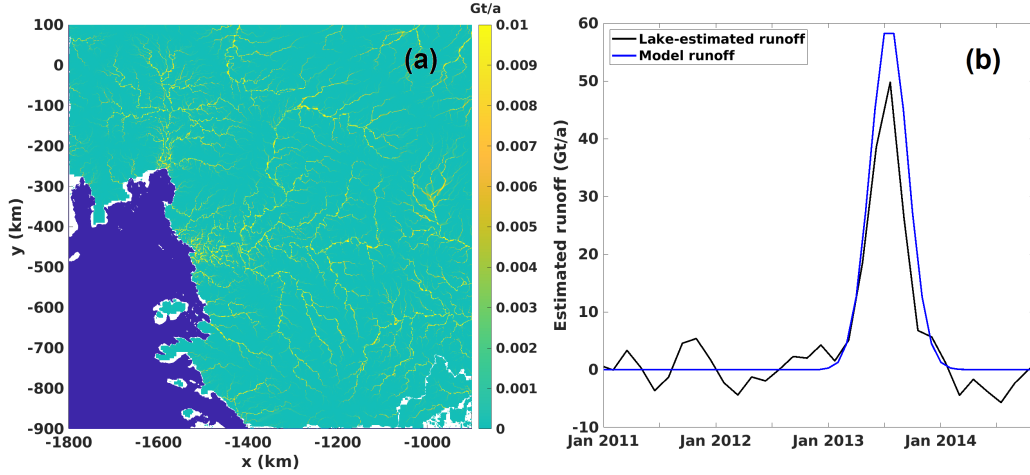 Gt/a
(a)
100
0
-100
-200
-300
-400
-500
-600
-700
-800
-900
y (km)
-1800
-1600
-1400
-1200
-1000
x (km)
0.01
0.009
0.008
0.007
0.006
0.005
0.004
0.003
0.002
0.001
0
(b)
Lake-estimated runoff
Model runoff
60
50
40
30
20
10
0
-10
Estimated runoff (Gt/a)
Jan 2011
Jan 2012
Jan 2013
Jan 2014